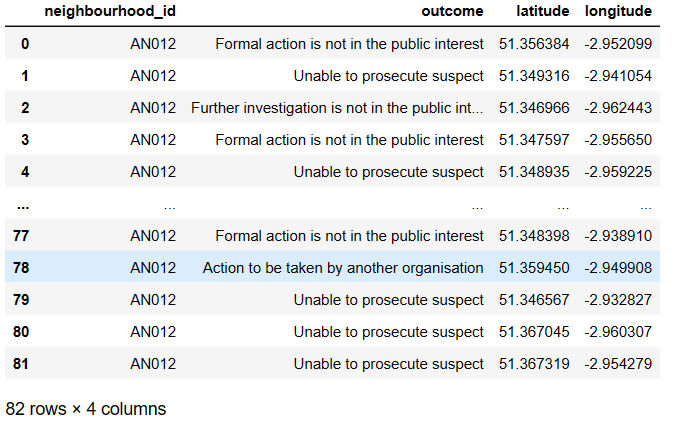 neighbourhood_id outcome latitude longitude
0 AN012 Formal action is not in the public interest 51.356384 -2.952099
1 AN012 Unable to prosecute suspect 51.349316 -2.941054
2 AN012 Further investigation is not in the public int... 51.346966 -2.962443
3 AN012 Formal action is not in the public interest 51.347597 -2.955650
4 AN012 Unable to prosecute suspect 51.348935 -2.959225
... ... ... ... ...
77 AN012 Formal action is not in the public interest 51.348398 -2.938910
78 AN012 Action to be taken by another organisation 51.359450 -2.949908
79 AN012 Unable to prosecute suspect 51.346567 -2.932827
80 AN012 Unable to prosecute suspect 51.367045 -2.960307
81 AN012 Unable to prosecute suspect 51.367319 -2.954279
82 rows × 4 columns